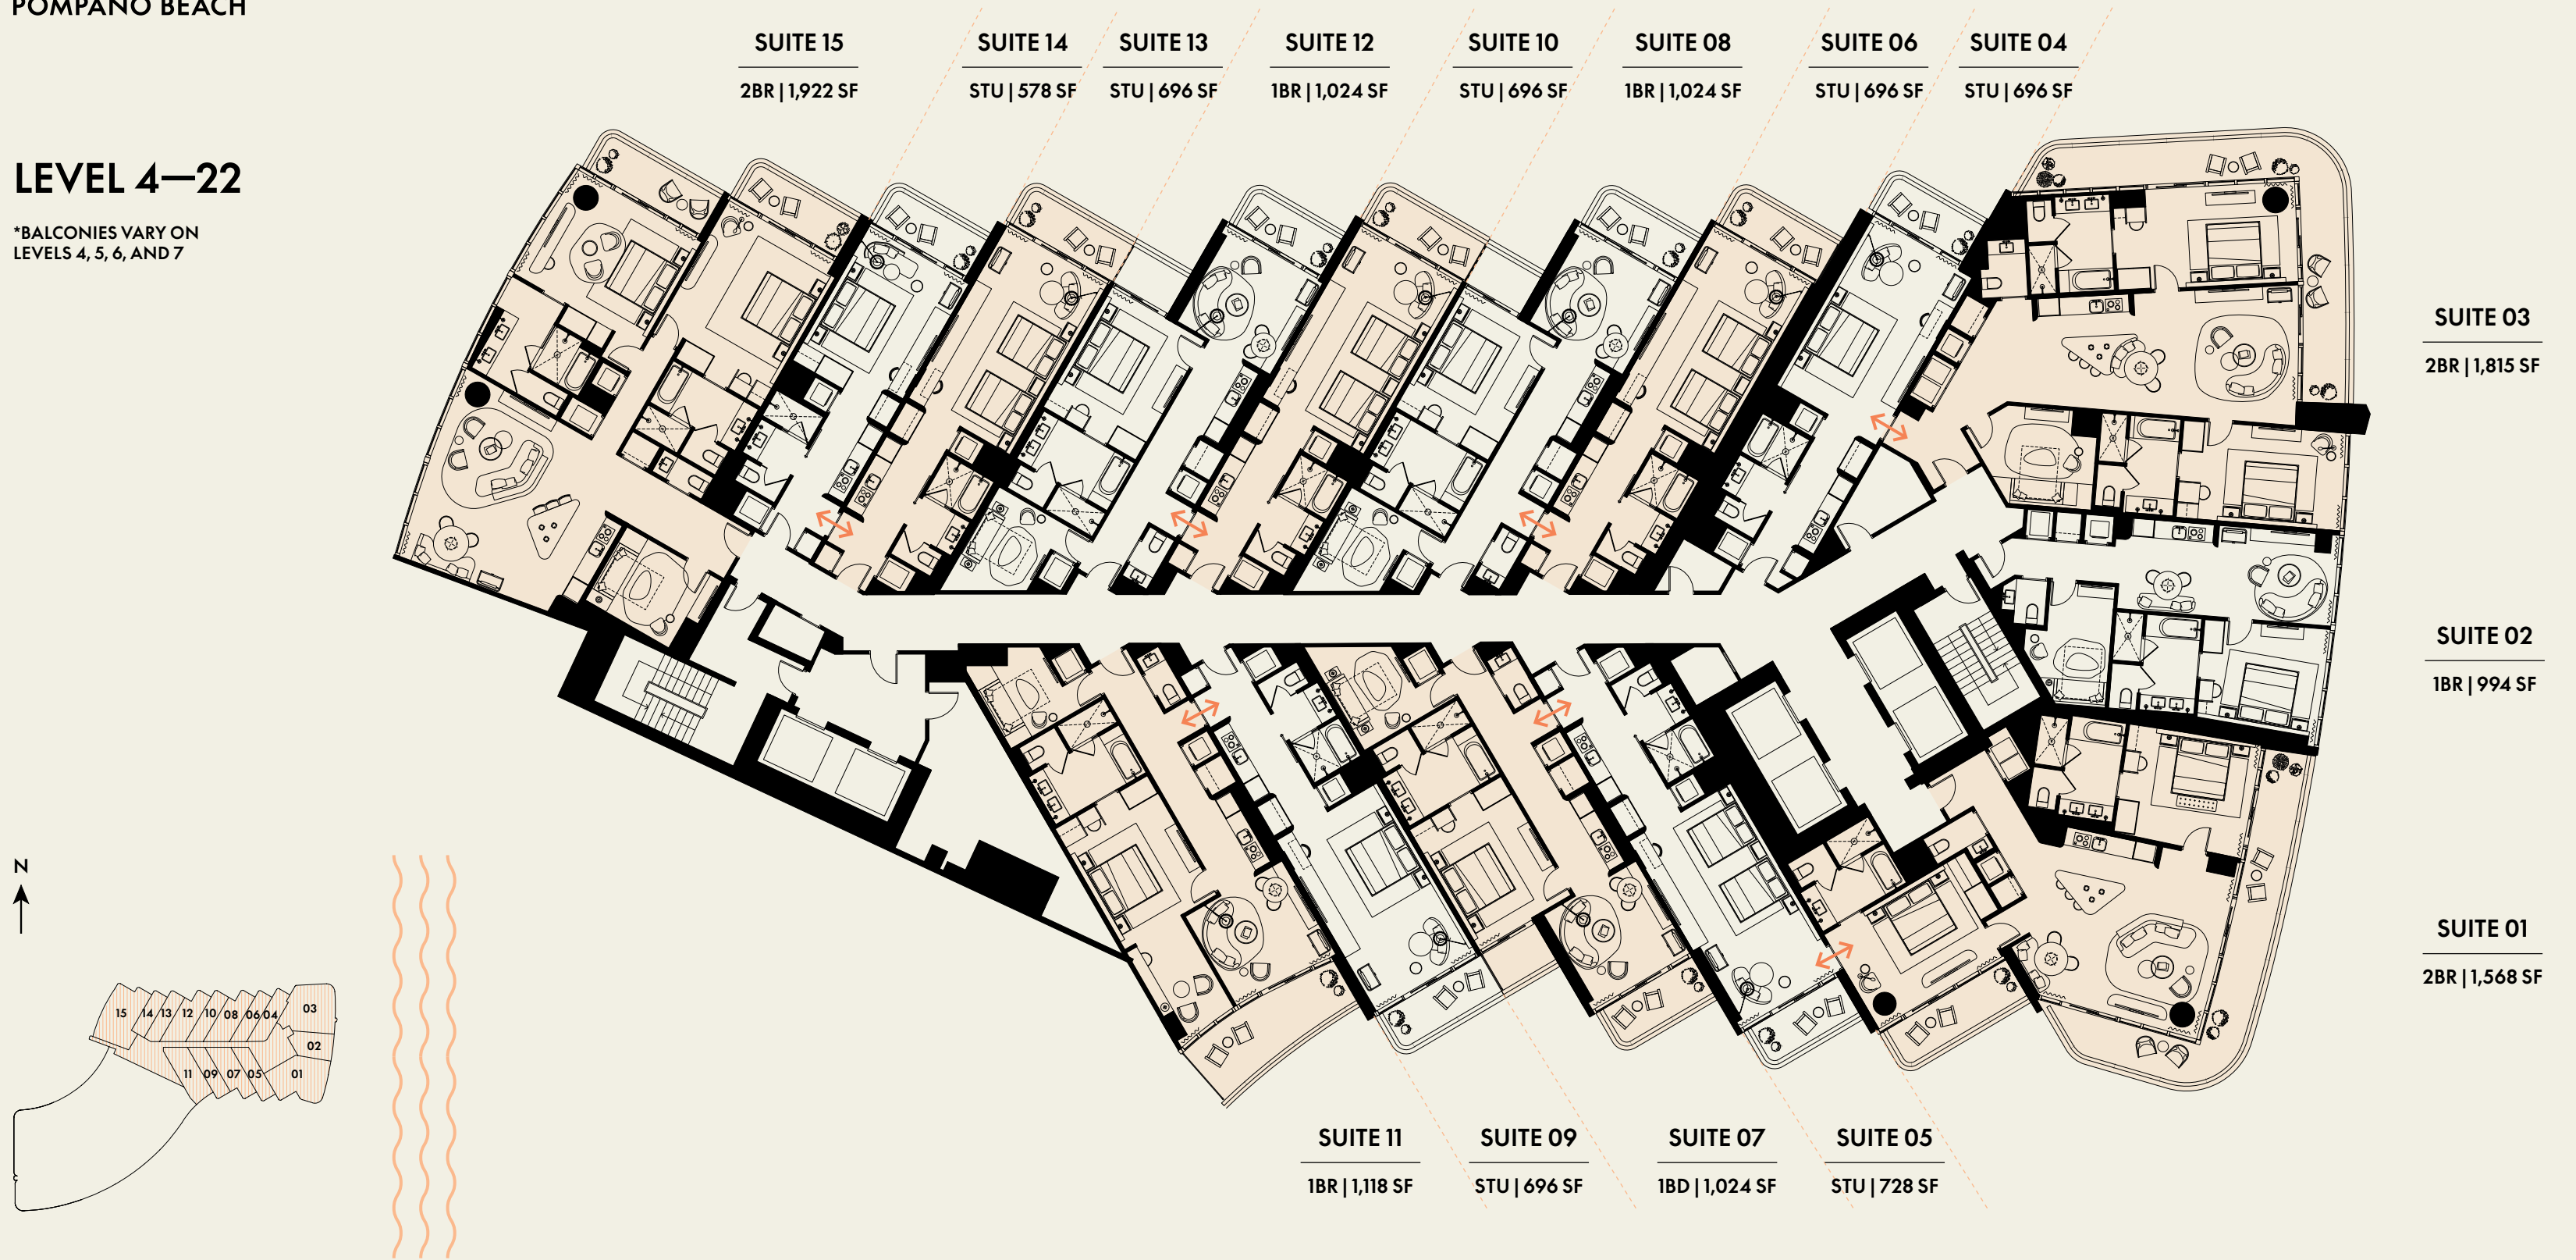 POMPANO BEACH
SUITE 15
2BR | 1,922 SF
SUITE 14
STU | 578 SF
SUITE 13
STU | 696 SF
SUITE 12
1BR | 1,024 SF
SUITE 10
STU | 696 SF
SUITE 08
1BR | 1,024 SF
SUITE 06
STU | 696 SF
SUITE 04
STU | 696 SF
LEVEL 4—22
*BALCONIES VARY ON
LEVELS 4, 5, 6, AND 7
SUITE 03
2BR | 1,815 SF
SUITE 02
1BR | 994 SF
SUITE 01
2BR | 1,568 SF
N
15 14 13 12 10 08 06 04 03
02
11 09 07 05 01
SUITE 11
1BR | 1,118 SF
SUITE 09
STU | 696 SF
SUITE 07
1BD | 1,024 SF
SUITE 05
STU | 728 SF